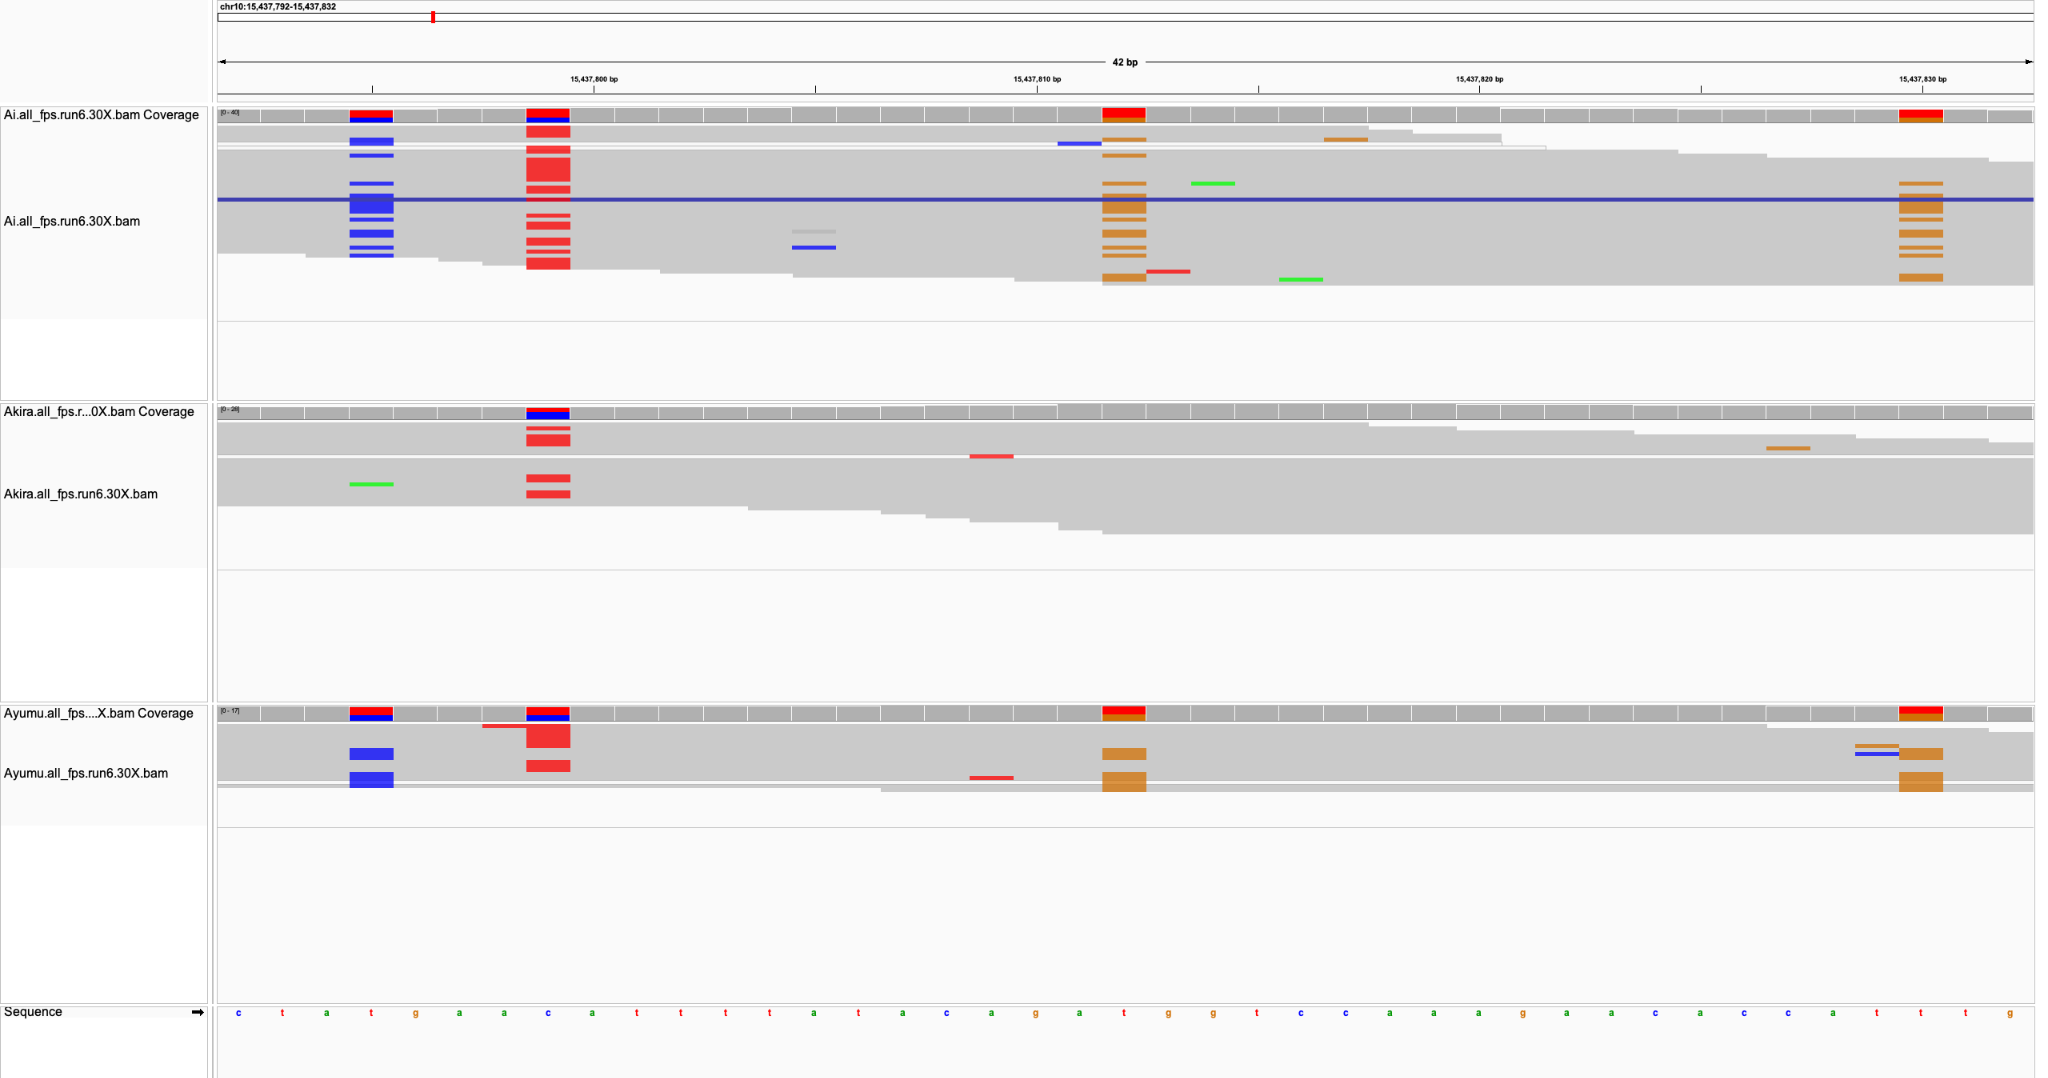 chr10:15,437,792-15,437,832
42 bp
15,437,800 bp 15,437,810 bp 15,437,820 bp 15,437,830 bp
Ai.all_fps.run6.30X.bam Coverage
[0 - 40]
Ai.all_fps.run6.30X.bam
Akira.all_fps.r...0X.bam Coverage
[0 - 28]
Akira.all_fps.run6.30X.bam
Ayumu.all_fps....X.bam Coverage
[0 - 17]
Ayumu.all_fps.run6.30X.bam
Sequence c t a t g a a c a t t t t a t a c a g a t g g t c c a a a g a a c a c c a t t t g